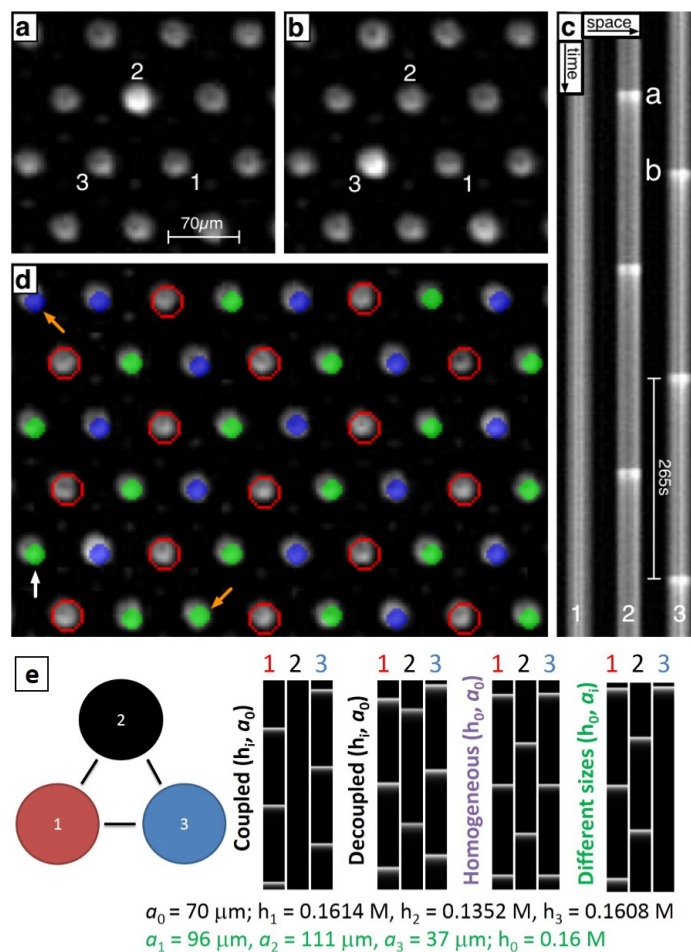 a
b
c
space
time
2
2
a
3
1
3
1
b
70µm
d
265s
1
2
3
e
1 2 3
1 2 3
1 2 3
1 2 3
2
1
3
Coupled (hᵢ, a₀)
Decoupled (hᵢ, a₀)
Homogeneous (h₀, a₀)
Different sizes (h₀, aᵢ)
a₀ = 70 µm; h₁ = 0.1614 M, h₂ = 0.1352 M, h₃ = 0.1608 M
a₁ = 96 µm, a₂ = 111 µm, a₃ = 37 µm; h₀ = 0.16 M